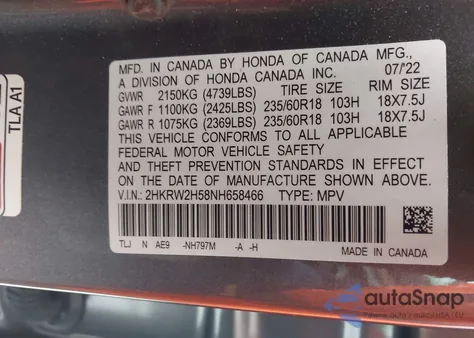 MFD. IN CANADA BY HONDA OF CANADA MFG.,
A DIVISION OF HONDA CANADA INC. 07/'22
GVWR 2150KG (4739LBS) TIRE SIZE RIM SIZE
GAWR F 1100KG (2425LBS) 235/60R18 103H 18X7.5J
GAWR R 1075KG (2369LBS) 235/60R18 103H 18X7.5J
THIS VEHICLE CONFORMS TO ALL APPLICABLE
FEDERAL MOTOR VEHICLE SAFETY
AND THEFT PREVENTION STANDARDS IN EFFECT
ON THE DATE OF MANUFACTURE SHOWN ABOVE.
V.I.N.: 2HKRW2H58NH658466 TYPE: MPV
TLJ N AE9 -NH797M -A -H
MADE IN CANADA
TLA A1
autoSnap